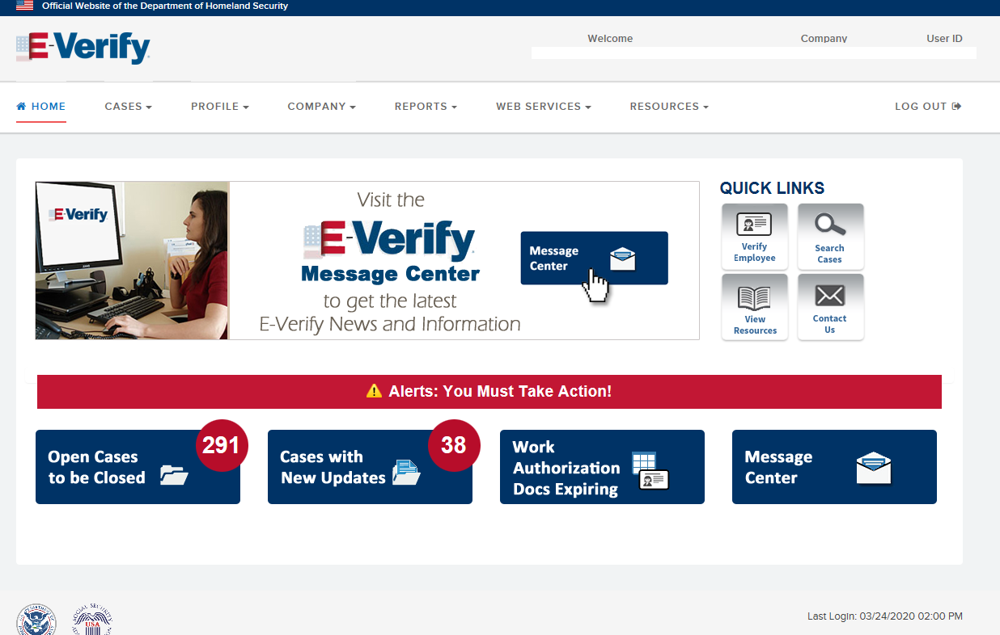 Official Website of the Department of Homeland Security
E-Verify
Welcome
Company
User ID
HOME
CASES
PROFILE
COMPANY
REPORTS
WEB SERVICES
RESOURCES
LOG OUT
E-Verify
Visit the
E-Verify
Message Center
to get the latest
E-Verify News and Information
Message
Center
QUICK LINKS
Verify
Employee
Search
Cases
View
Resources
Contact
Us
Alerts: You Must Take Action!
Open Cases
to be Closed
291
Cases with
New Updates
38
Work
Authorization
Docs Expiring
Message
Center
SOCIAL SECURITY
USA
Last Login: 03/24/2020 02:00 PM